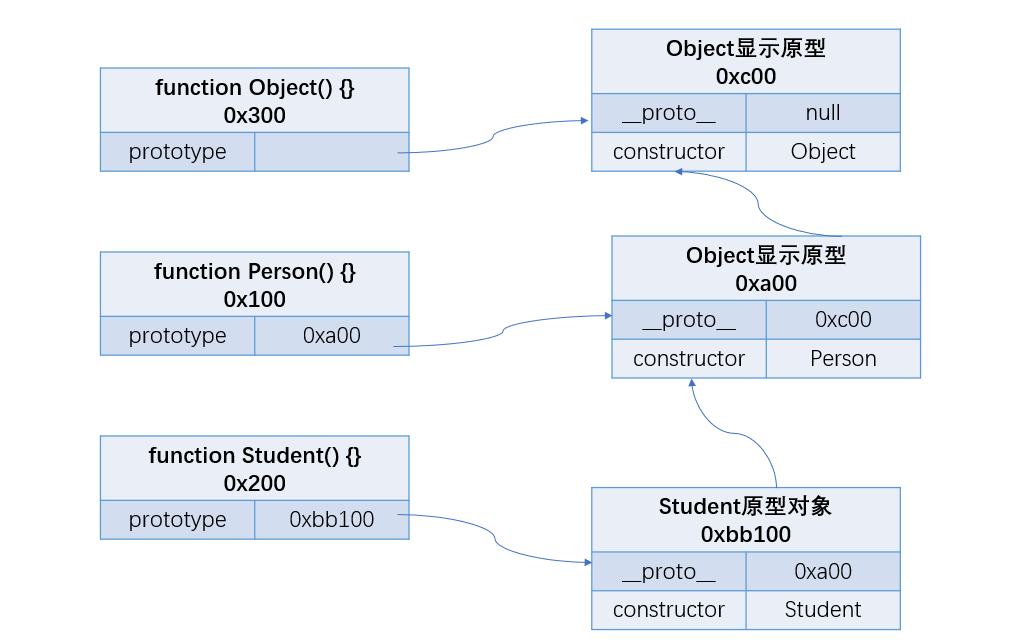 function Object() {}
0x300
prototype
Object显示原型
0xc00
__proto__ null
constructor Object
function Person() {}
0x100
prototype 0xa00
Object显示原型
0xa00
__proto__ 0xc00
constructor Person
function Student() {}
0x200
prototype 0xbb100
Student原型对象
0xbb100
__proto__ 0xa00
constructor Student